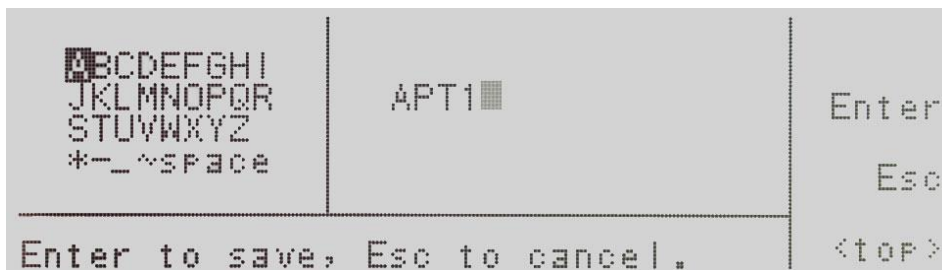 ABCDEFGHI
JKLMNOPQR
STUVWXYZ
*-_~space
APT1
Enter
Esc
<top>
Enter to save, Esc to cancel.